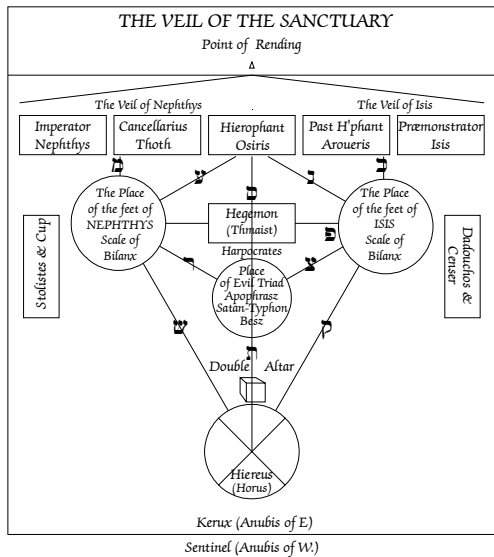 THE VEIL OF THE SANCTUARY
Point of Rending
The Veil of Nephthys
The Veil of Isis
Imperator
Nephthys
Cancellarius
Thoth
Hierophant
Osiris
Past H'phant
Aroueris
Præmonstrator
Isis
מ
ע
ס
נ
כ
The Place
of the feet of
NEPHTHYS
Scale of
Bilanx
Hegemon
(Thmaist)
פ
The Place
of the feet of
ISIS
Scale of
Bilanx
Stolistes & Cup
Dadouchos &
Censer
Harpocrates
ר
צ
Place
of Evil Triad
Apophrasz
Satan-Typhon
Besz
ש
ק
ת
Double Altar
Hiereus
(Horus)
Kerux (Anubis of E)
Sentinel (Anubis of W.)